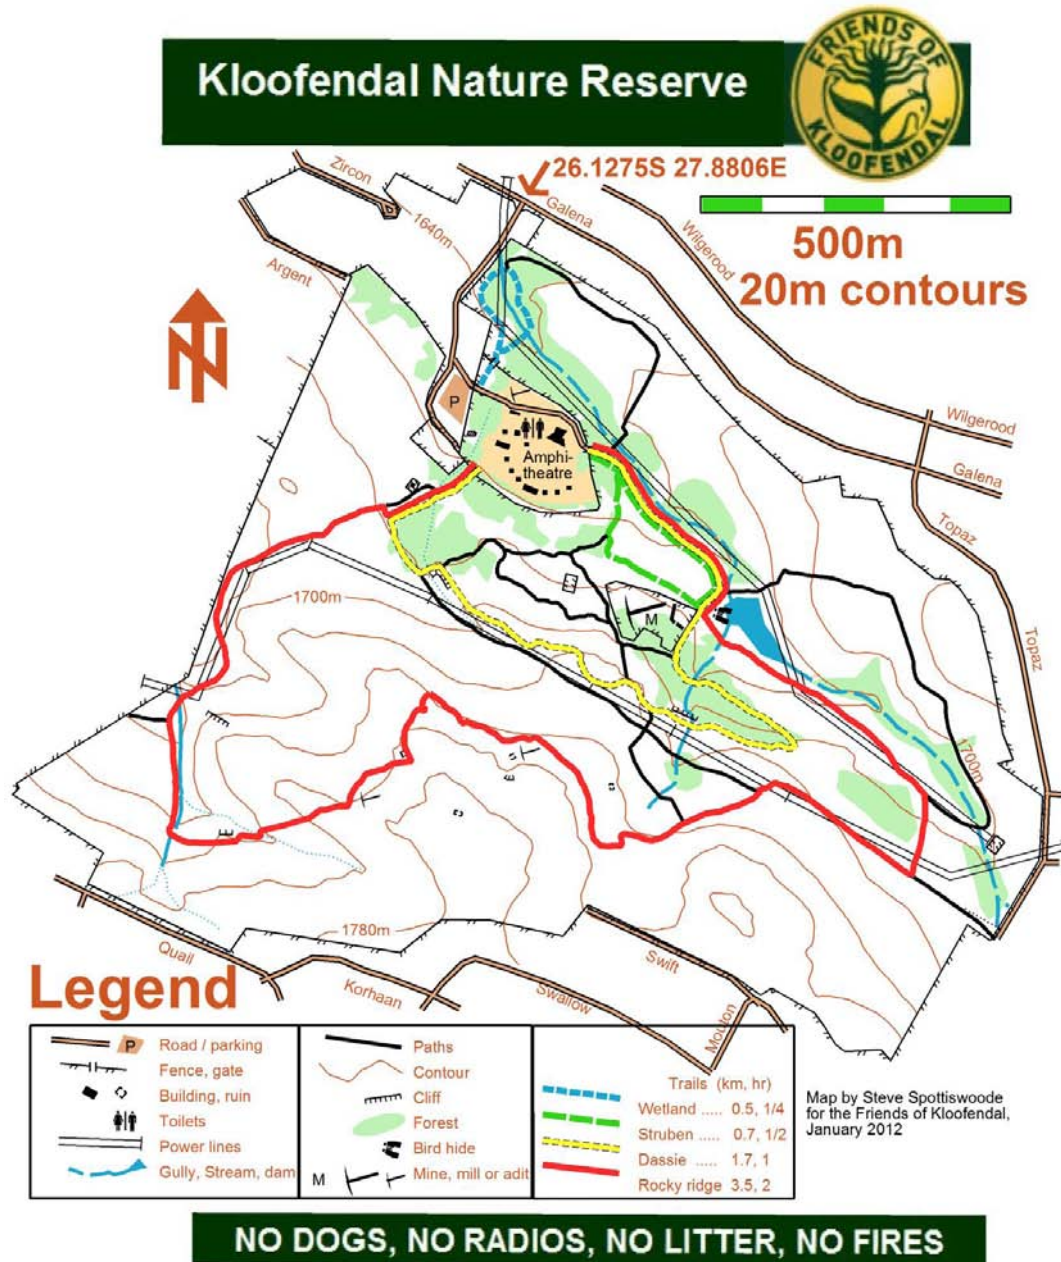 Kloofendal Nature Reserve
FRIENDS OF
KLOOFENDAL
26.1275S 27.8806E
500m
20m contours
Zircon
Galena
Wilgerood
1640m
Argent
N
P
Wilgerood
Galena
Amphi-
theatre
Topaz
1700m
M
Topaz
1700m
1780m
Quail
Korhaan
Swallow
Swift
Mouton
Legend
P Road / parking
Fence, gate
Building, ruin
Toilets
Power lines
Gully, Stream, dam
Paths
Contour
Cliff
Forest
Bird hide
M Mine, mill or adit
Trails (km, hr)
Wetland ..... 0.5, 1/4
Struben ..... 0.7, 1/2
Dassie ..... 1.7, 1
Rocky ridge 3.5, 2
Map by Steve Spottiswoode
for the Friends of Kloofendal,
January 2012
NO DOGS, NO RADIOS, NO LITTER, NO FIRES